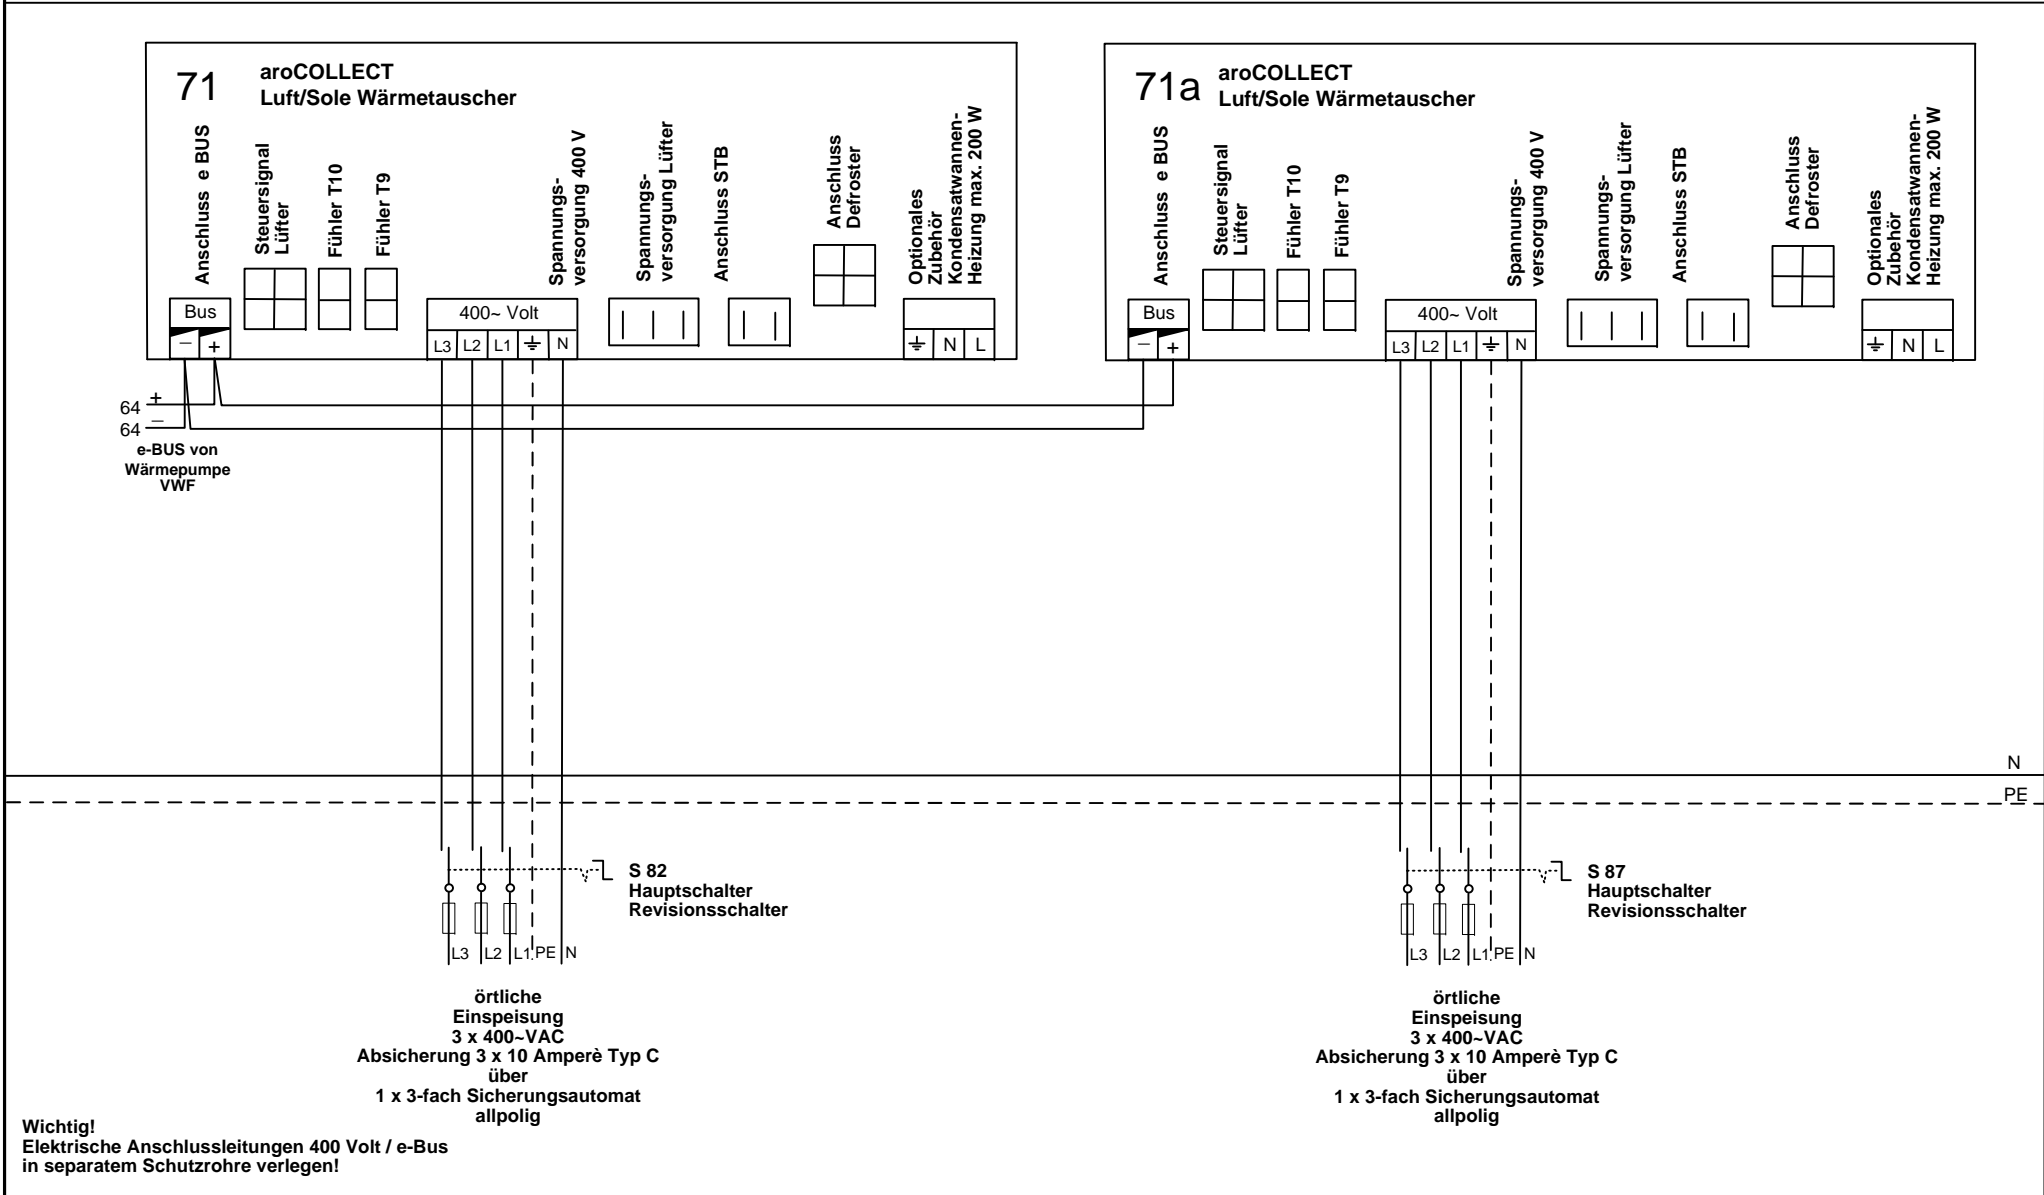 71
aroCOLLECT
Luft/Sole Wärmetauscher
Anschluss e BUS
Steuersignal
Lüfter
Fühler T10
Fühler T9
Spannungs-
versorgung 400 V
Spannungs-
versorgung Lüfter
Anschluss STB
Anschluss
Defroster
Optionales
Zubehör
Kondensatwannen-
Heizung max. 200 W
Bus
− +
400~ Volt
L3 L2 L1 N
N L
71a
aroCOLLECT
Luft/Sole Wärmetauscher
Anschluss e BUS
Steuersignal
Lüfter
Fühler T10
Fühler T9
Spannungs-
versorgung 400 V
Spannungs-
versorgung Lüfter
Anschluss STB
Anschluss
Defroster
Optionales
Zubehör
Kondensatwannen-
Heizung max. 200 W
Bus
− +
400~ Volt
L3 L2 L1 N
N L
64 +
64 −
e-BUS von
Wärmepumpe
VWF
N
PE
S 82
Hauptschalter
Revisionsschalter
L3 L2 L1 PE N
örtliche
Einspeisung
3 x 400~VAC
Absicherung 3 x 10 Amperè Typ C
über
1 x 3-fach Sicherungsautomat
allpolig
S 87
Hauptschalter
Revisionsschalter
L3 L2 L1 PE N
örtliche
Einspeisung
3 x 400~VAC
Absicherung 3 x 10 Amperè Typ C
über
1 x 3-fach Sicherungsautomat
allpolig
Wichtig!
Elektrische Anschlussleitungen 400 Volt / e-Bus
in separatem Schutzrohre verlegen!